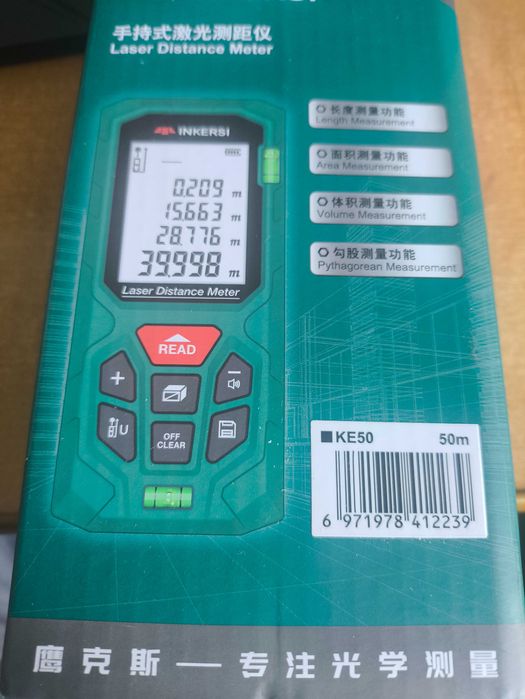 手持式激光测距仪
Laser Distance Meter
INKERSI
0.209 m
15.663 m
28.776 m
39.998 m
Laser Distance Meter
READ
+
−
U
OFF
CLEAR
长度测量功能
Length Measurement
面积测量功能
Area Measurement
体积测量功能
Volume Measurement
勾股测量功能
Pythagorean Measurement
■KE50 50m
6 971978 412239
鹰克斯 — 专注光学测量